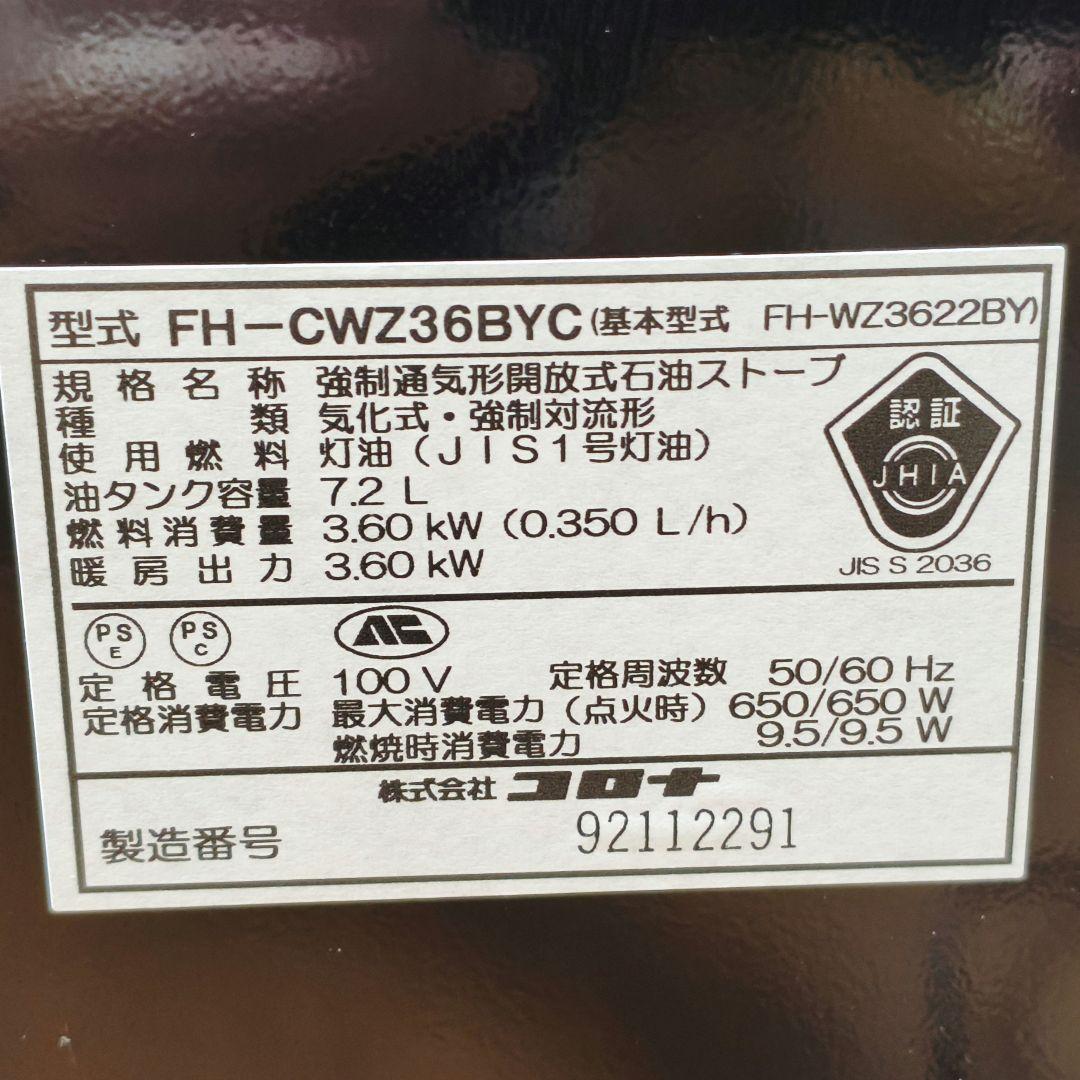 型式 FH-CWZ36BYC(基本型式 FH-WZ3622BY)
規格名称 強制通気形開放式石油ストーブ
種類 気化式・強制対流形
使用燃料 灯油(JIS1号灯油)
油タンク容量 7.2 L
燃料消費量 3.60 kW (0.350 L/h)
暖房出力 3.60 kW
認証
JHIA
JIS S 2036
PS E PS C
定格電圧 100 V 定格周波数 50/60 Hz
定格消費電力 最大消費電力(点火時) 650/650 W
燃焼時消費電力 9.5/9.5 W
株式会社 コロナ
製造番号 92112291